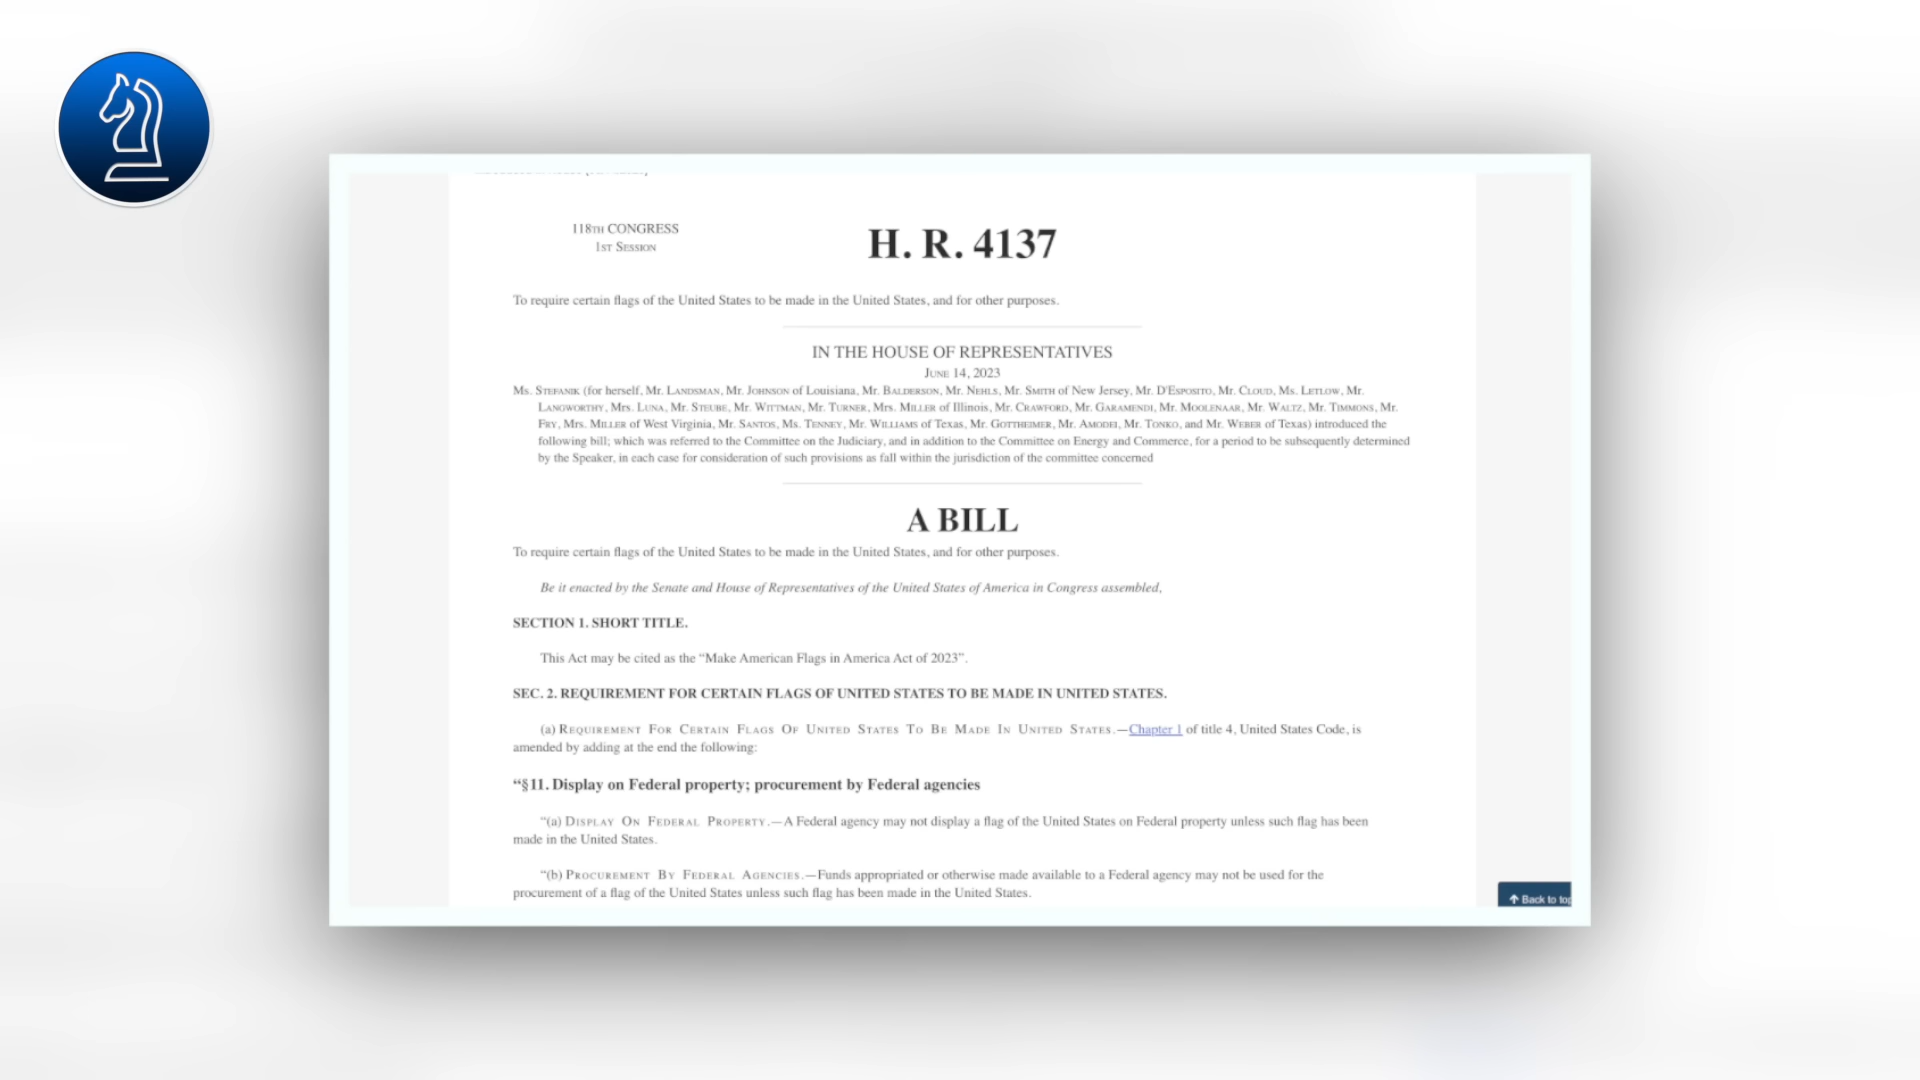 118TH CONGRESS
1ST SESSION
H. R. 4137
To require certain flags of the United States to be made in the United States, and for other purposes.
IN THE HOUSE OF REPRESENTATIVES
JUNE 14, 2023
Ms. STEFANIK (for herself, Mr. LANDSMAN, Mr. JOHNSON of Louisiana, Mr. BALDERSON, Mr. NEHLS, Mr. SMITH of New Jersey, Mr. D'ESPOSITO, Mr. CLOUD, Ms. LETLOW, Mr.
LANGWORTHY, Mrs. LUNA, Mr. STEUBE, Mr. WITTMAN, Mr. TURNER, Mrs. MILLER of Illinois, Mr. CRAWFORD, Mr. GARAMENDI, Mr. MOOLENAAR, Mr. WALTZ, Mr. TIMMONS, Mr.
FRY, Mrs. MILLER of West Virginia, Mr. SANTOS, Ms. TENNEY, Mr. WILLIAMS of Texas, Mr. GOTTHEIMER, Mr. AMODEI, Mr. TONKO, and Mr. WEBER of Texas) introduced the
following bill; which was referred to the Committee on the Judiciary, and in addition to the Committee on Energy and Commerce, for a period to be subsequently determined
by the Speaker, in each case for consideration of such provisions as fall within the jurisdiction of the committee concerned
A BILL
To require certain flags of the United States to be made in the United States, and for other purposes.
Be it enacted by the Senate and House of Representatives of the United States of America in Congress assembled,
SECTION 1. SHORT TITLE.
This Act may be cited as the “Make American Flags in America Act of 2023”.
SEC. 2. REQUIREMENT FOR CERTAIN FLAGS OF UNITED STATES TO BE MADE IN UNITED STATES.
(a) REQUIREMENT FOR CERTAIN FLAGS OF UNITED STATES TO BE MADE IN UNITED STATES.—Chapter 1 of title 4, United States Code, is
amended by adding at the end the following:
“§11. Display on Federal property; procurement by Federal agencies
“(a) DISPLAY ON FEDERAL PROPERTY.—A Federal agency may not display a flag of the United States on Federal property unless such flag has been
made in the United States.
“(b) PROCUREMENT BY FEDERAL AGENCIES.—Funds appropriated or otherwise made available to a Federal agency may not be used for the
procurement of a flag of the United States unless such flag has been made in the United States.
Back to top